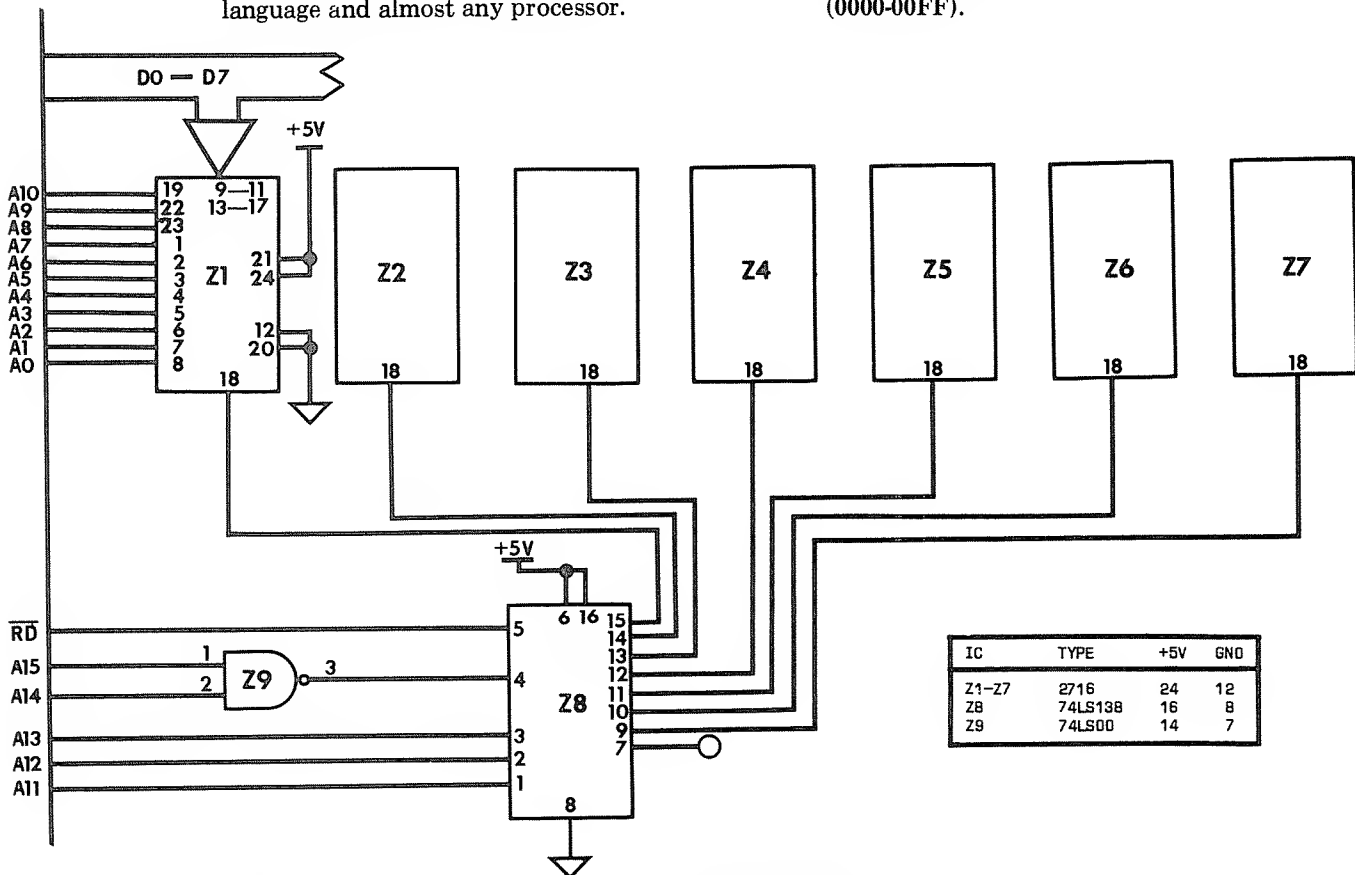 language and almost any processor.
(0000-00FF).
D0 — D7
+5V
A10
A9
A8
A7
A6
A5
A4
A3
A2
A1
A0
19 9—11
22 13—17
23
1
2
3
4
5
6
7
8
Z1
21
24
12
20
18
Z2
18
Z3
18
Z4
18
Z5
18
Z6
18
Z7
18
+5V
RD
A15
A14
A13
A12
A11
1
2
Z9
3
6 16
5
4
3
2
1
Z8
15
14
13
12
11
10
9
7
8
IC TYPE +5V GND
Z1-Z7 2716 24 12
Z8 74LS138 16 8
Z9 74LS00 14 7